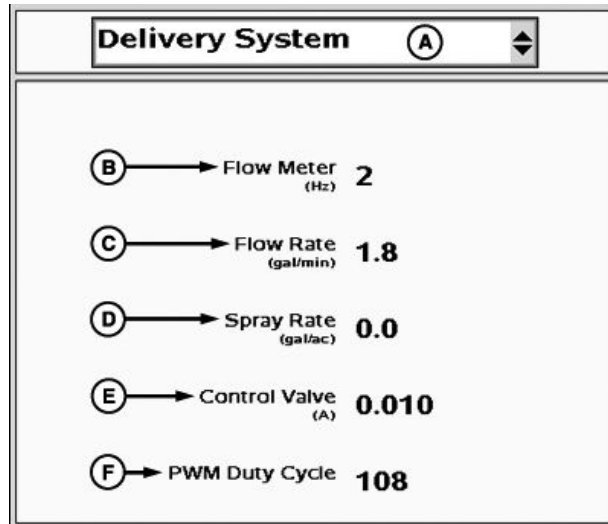 Delivery System A
B Flow Meter 2
(Hz)
C Flow Rate 1.8
(gal/min)
D Spray Rate 0.0
(gal/ac)
E Control Valve 0.010
(A)
F PWM Duty Cycle 108